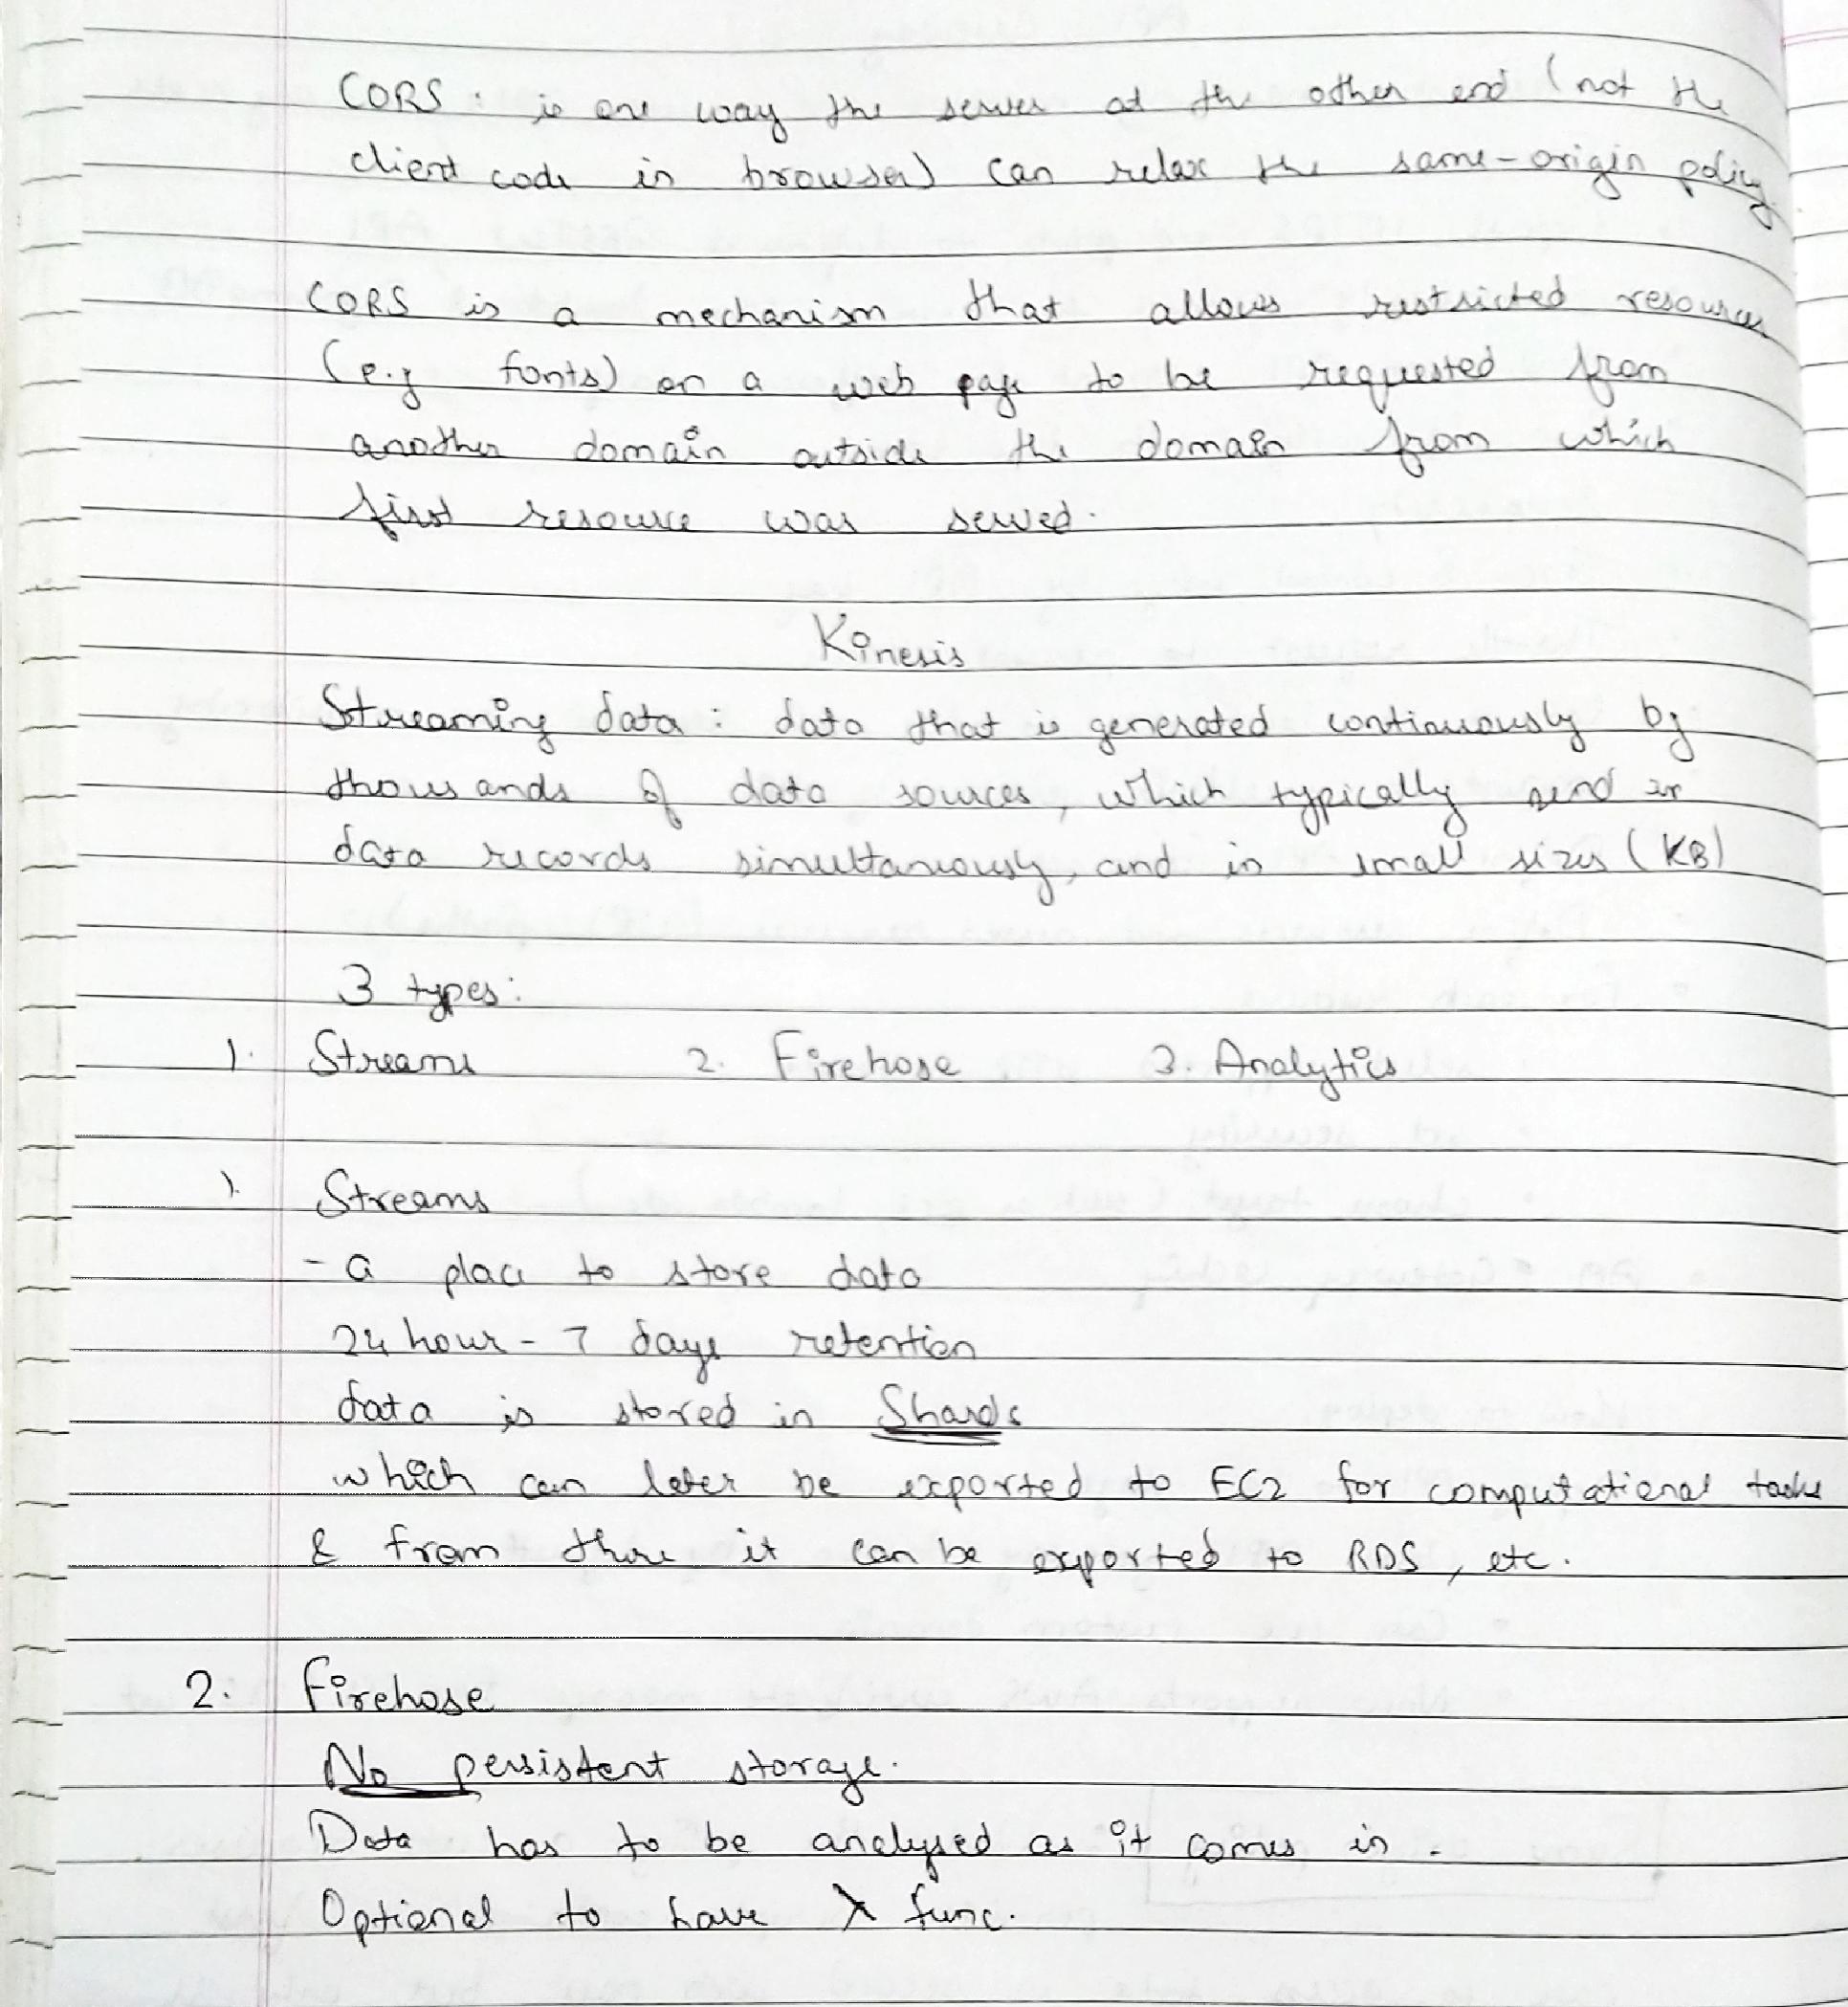 CORS : is one way the server at the other end (not the
client code in browser) can relax the same-origin policy.
CORS is a mechanism that allows restricted resources
(e.g fonts) on a web page to be requested from
another domain outside the domain from which
first resource was served.
Kinesis
Streaming data : data that is generated continuously by
thousands of data sources, which typically send in
data records simultaneously, and in small sizes (KB)
3 types:
1. Streams 2. Firehose 3. Analytics
1. Streams
- a place to store data
24 hour - 7 days retention
data is stored in Shards
which can later be exported to EC2 for computational tasks
& from there it can be exported to RDS, etc.
2. Firehose
No persistent storage.
Data has to be analysed as it comes in.
Optional to have λ func.